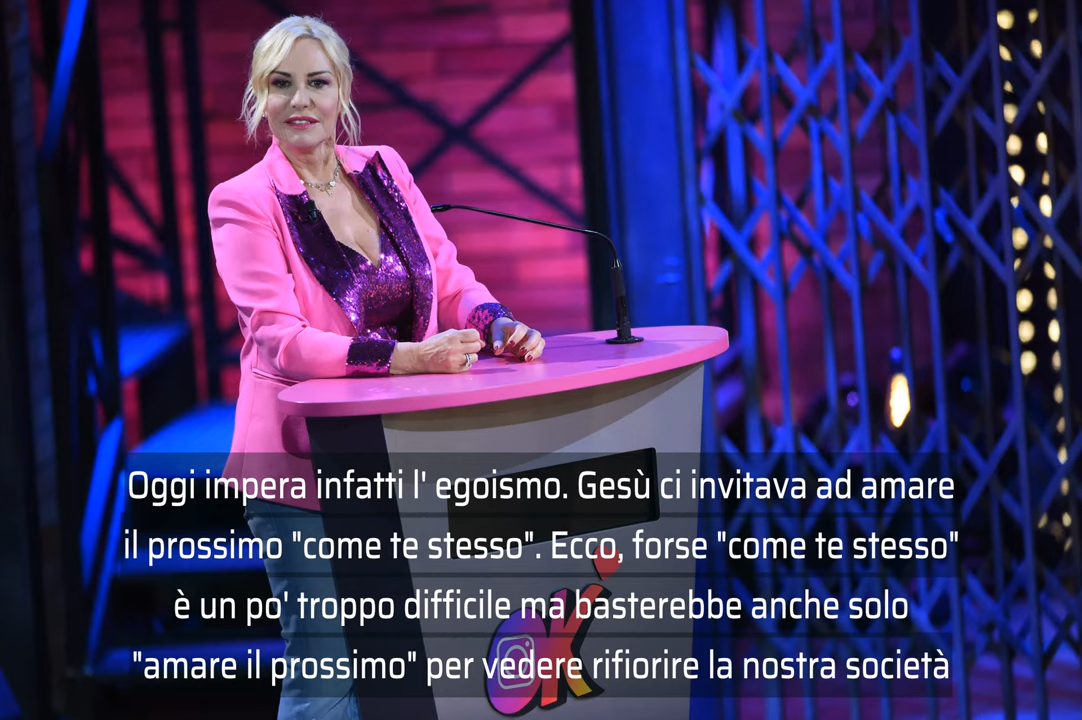 Oggi impera infatti l' egoismo. Gesù ci invitava ad amare
il prossimo "come te stesso". Ecco, forse "come te stesso"
è un po' troppo difficile ma basterebbe anche solo
"amare il prossimo" per vedere rifiorire la nostra società
OK